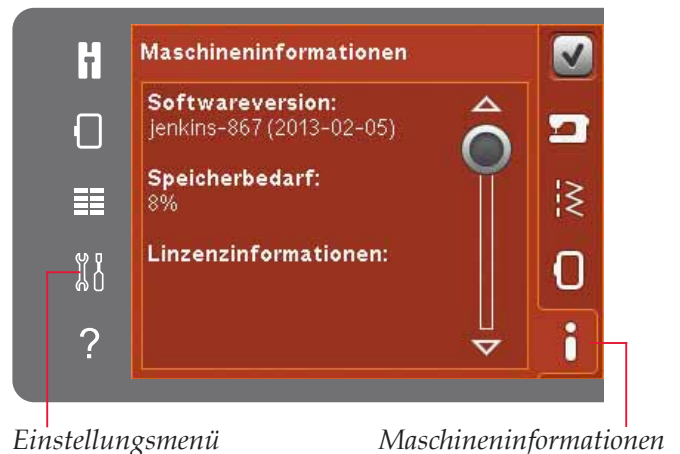 Maschineninformationen
Softwareversion:
jenkins-867 (2013-02-05)
Speicherbedarf:
8%
Linzenzinformationen:
?
i
Einstellungsmenü
Maschineninformationen